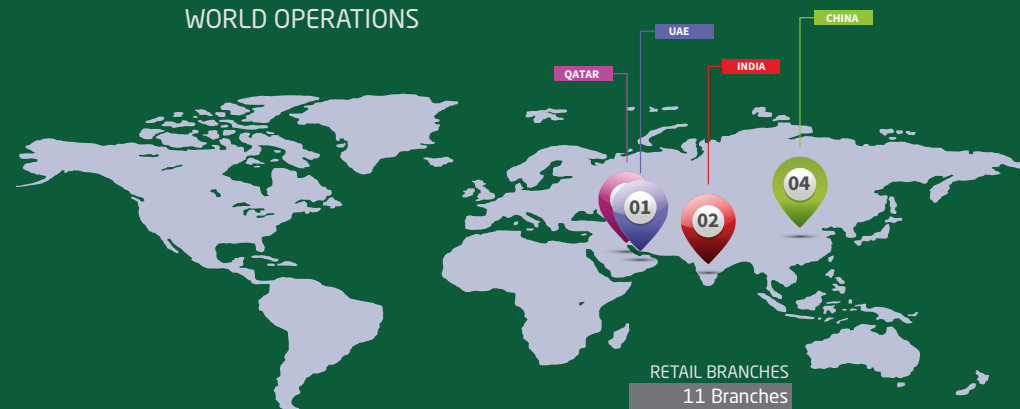 WORLD OPERATIONS
CHINA
UAE
INDIA
QATAR
04
01
02
RETAIL BRANCHES
11 Branches